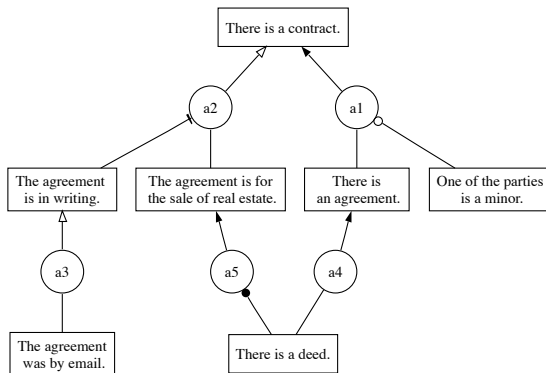 There is a contract.
a2
a1
The agreement
is in writing.
The agreement is for
the sale of real estate.
There is
an agreement.
One of the parties
is a minor.
a3
a5
a4
The agreement
was by email.
There is a deed.